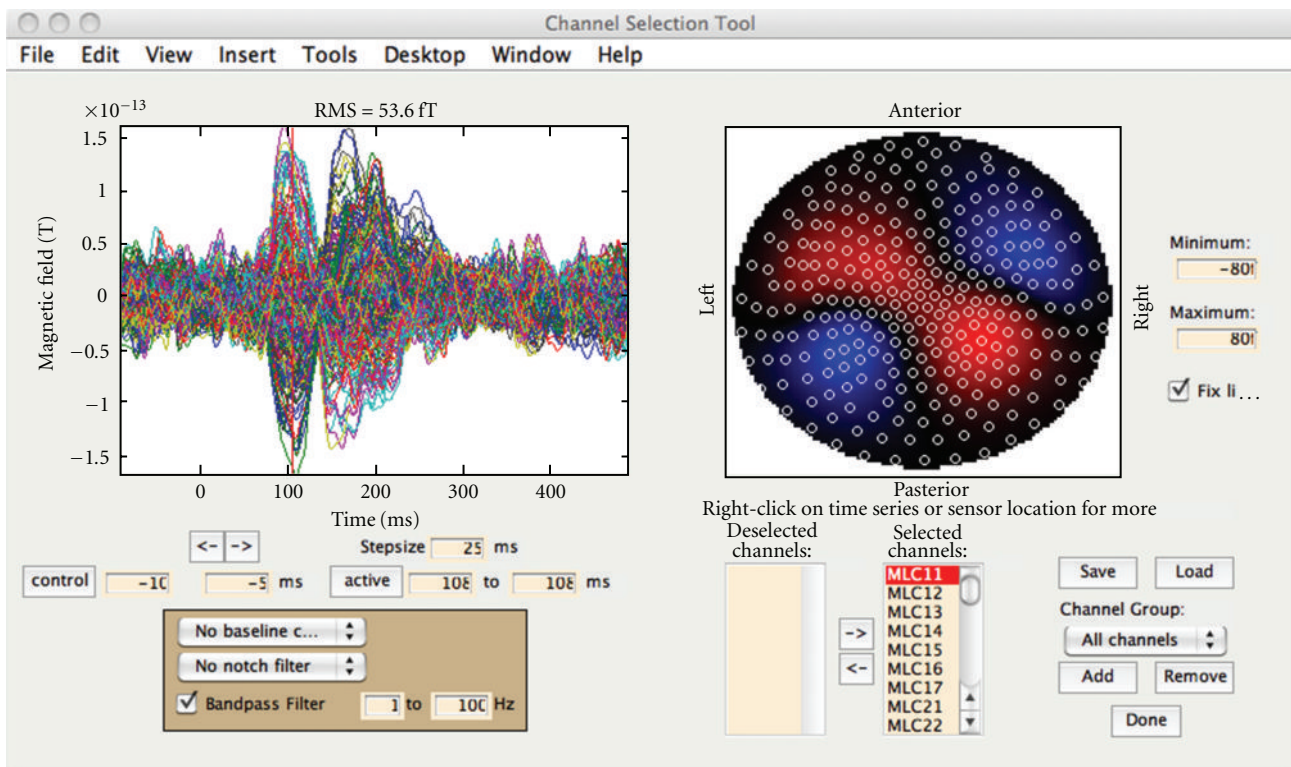 Channel Selection Tool
File Edit View Insert Tools Desktop Window Help
×10−13
RMS = 53.6 fT
1.5
1
0.5
0
−0.5
−1
−1.5
Magnetic field (T)
0 100 200 300 400
Time (ms)
Anterior
Left
Right
Pasterior
Minimum:
-80f
Maximum:
80f
Fix li ...
Right-click on time series or sensor location for more
<- ->
Stepsize 25 ms
control -10 -5 ms active 108 to 108 ms
No baseline c...
No notch filter
Bandpass Filter 1 to 100 Hz
Deselected channels:
Selected channels:
MLC11
MLC12
MLC13
MLC14
MLC15
MLC16
MLC17
MLC21
MLC22
->
<-
Save Load
Channel Group:
All channels
Add Remove
Done